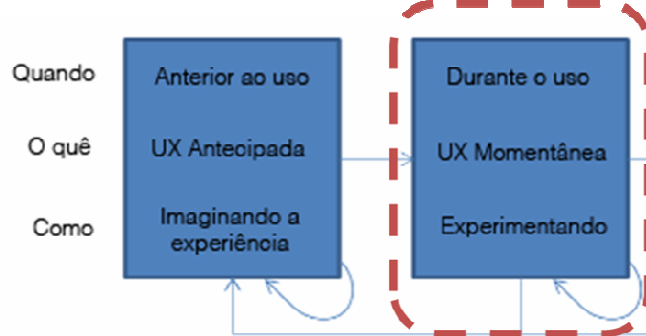 Quando Anterior ao uso Durante o uso
O quê UX Antecipada UX Momentânea
Como Imaginando a experiência Experimentando